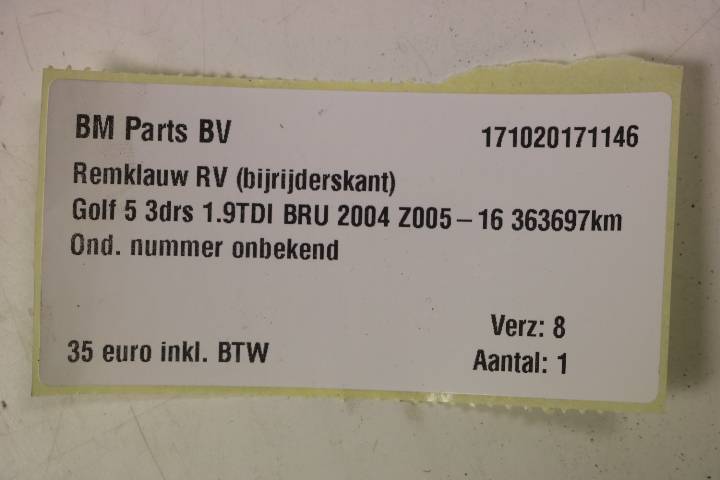 BM Parts BV 171020171146
Remklauw RV (bijrijderskant)
Golf 5 3drs 1.9TDI BRU 2004 Z005-16 363697km
Ond. nummer onbekend
Verz: 8
35 euro inkl. BTW Aantal: 1